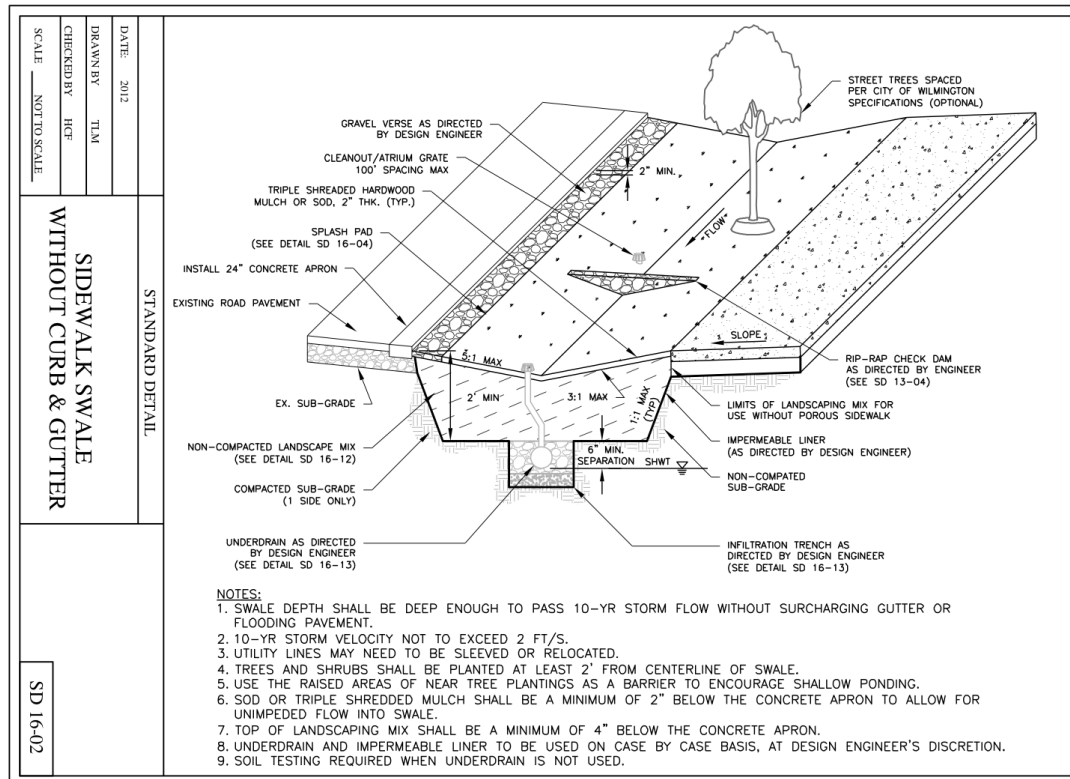 DATE: 2012
DRAWN BY TLM
CHECKED BY HCF
SCALE NOT TO SCALE
STANDARD DETAIL
SIDEWALK SWALE
WITHOUT CURB & GUTTER
SD 16-02
GRAVEL VERSE AS DIRECTED
BY DESIGN ENGINEER
CLEANOUT/ATRIUM GRATE
100' SPACING MAX
TRIPLE SHREADED HARDWOOD
MULCH OR SOD, 2" THK. (TYP.)
SPLASH PAD
(SEE DETAIL SD 16-04)
INSTALL 24" CONCRETE APRON
EXISTING ROAD PAVEMENT
EX. SUB-GRADE
NON-COMPACTED LANDSCAPE MIX
(SEE DETAIL SD 16-12)
COMPACTED SUB-GRADE
(1 SIDE ONLY)
UNDERDRAIN AS DIRECTED
BY DESIGN ENGINEER
(SEE DETAIL SD 16-13)
2" MIN.
"FLOW"
SLOPE
5:1 MAX
2' MIN
3:1 MAX
1:1 MAX
(TYP)
6" MIN.
SEPARATION SHWT
STREET TREES SPACED
PER CITY OF WILMINGTON
SPECIFICATIONS (OPTIONAL)
RIP-RAP CHECK DAM
AS DIRECTED BY ENGINEER
(SEE SD 13-04)
LIMITS OF LANDSCAPING MIX FOR
USE WITHOUT POROUS SIDEWALK
IMPERMEABLE LINER
(AS DIRECTED BY DESIGN ENGINEER)
NON-COMPATED
SUB-GRADE
INFILTRATION TRENCH AS
DIRECTED BY DESIGN ENGINEER
(SEE DETAIL SD 16-13)
NOTES:
1. SWALE DEPTH SHALL BE DEEP ENOUGH TO PASS 10-YR STORM FLOW WITHOUT SURCHARGING GUTTER OR
FLOODING PAVEMENT.
2. 10-YR STORM VELOCITY NOT TO EXCEED 2 FT/S.
3. UTILITY LINES MAY NEED TO BE SLEEVED OR RELOCATED.
4. TREES AND SHRUBS SHALL BE PLANTED AT LEAST 2' FROM CENTERLINE OF SWALE.
5. USE THE RAISED AREAS OF NEAR TREE PLANTINGS AS A BARRIER TO ENCOURAGE SHALLOW PONDING.
6. SOD OR TRIPLE SHREDDED MULCH SHALL BE A MINIMUM OF 2" BELOW THE CONCRETE APRON TO ALLOW FOR
UNIMPEDED FLOW INTO SWALE.
7. TOP OF LANDSCAPING MIX SHALL BE A MINIMUM OF 4" BELOW THE CONCRETE APRON.
8. UNDERDRAIN AND IMPERMEABLE LINER TO BE USED ON CASE BY CASE BASIS, AT DESIGN ENGINEER'S DISCRETION.
9. SOIL TESTING REQUIRED WHEN UNDERDRAIN IS NOT USED.